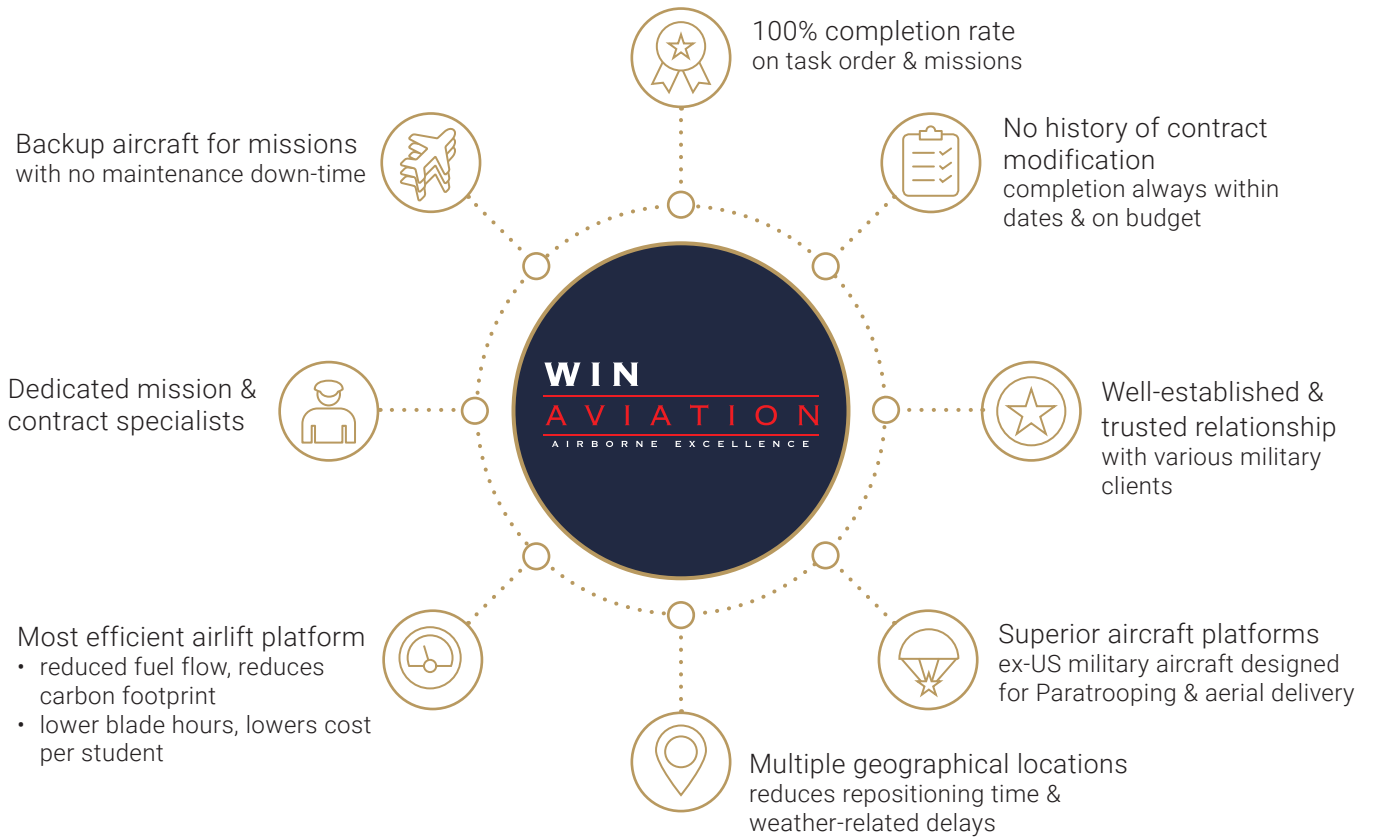 100% completion rate
on task order & missions
No history of contract
modification
completion always within
dates & on budget
Well-established &
trusted relationship
with various military
clients
Superior aircraft platforms
ex-US military aircraft designed
for Paratrooping & aerial delivery
Multiple geographical locations
reduces repositioning time &
weather-related delays
Most efficient airlift platform
• reduced fuel flow, reduces
carbon footprint
• lower blade hours, lowers cost
per student
Dedicated mission &
contract specialists
Backup aircraft for missions
with no maintenance down-time
WIN
AVIATION
AIRBORNE EXCELLENCE